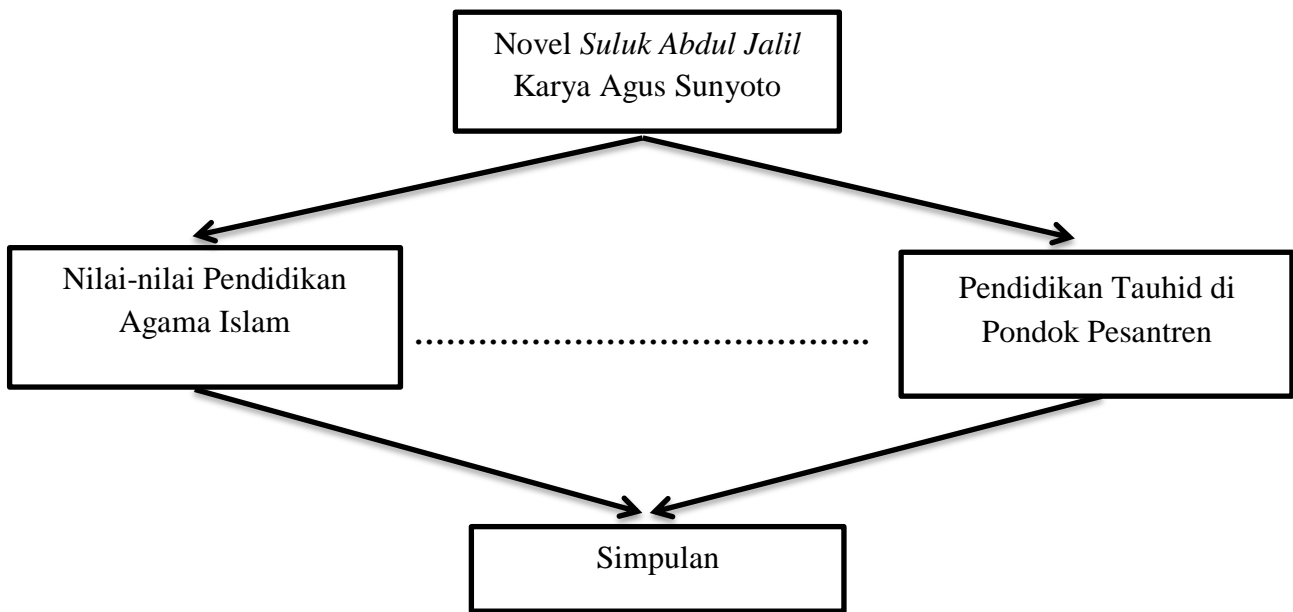 Novel Suluk Abdul Jalil
Karya Agus Sunyoto
Nilai-nilai Pendidikan
Agama Islam
Pendidikan Tauhid di
Pondok Pesantren
Simpulan